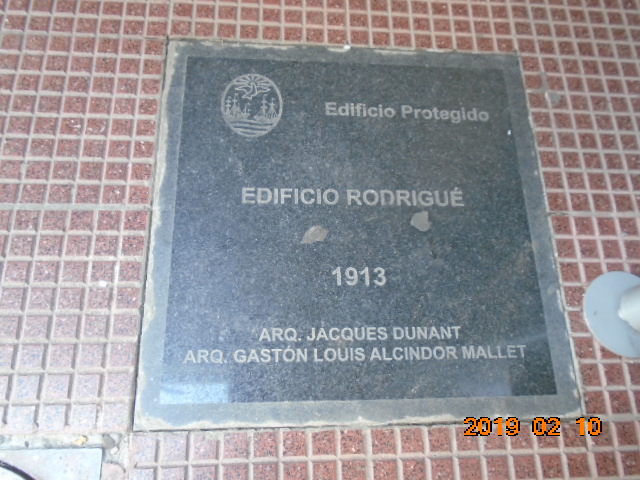 Edificio Protegido
EDIFICIO RODRIGUÉ
1913
ARQ. JACQUES DUNANT
ARQ. GASTÓN LOUIS ALCINDOR MALLET
2019 02 10